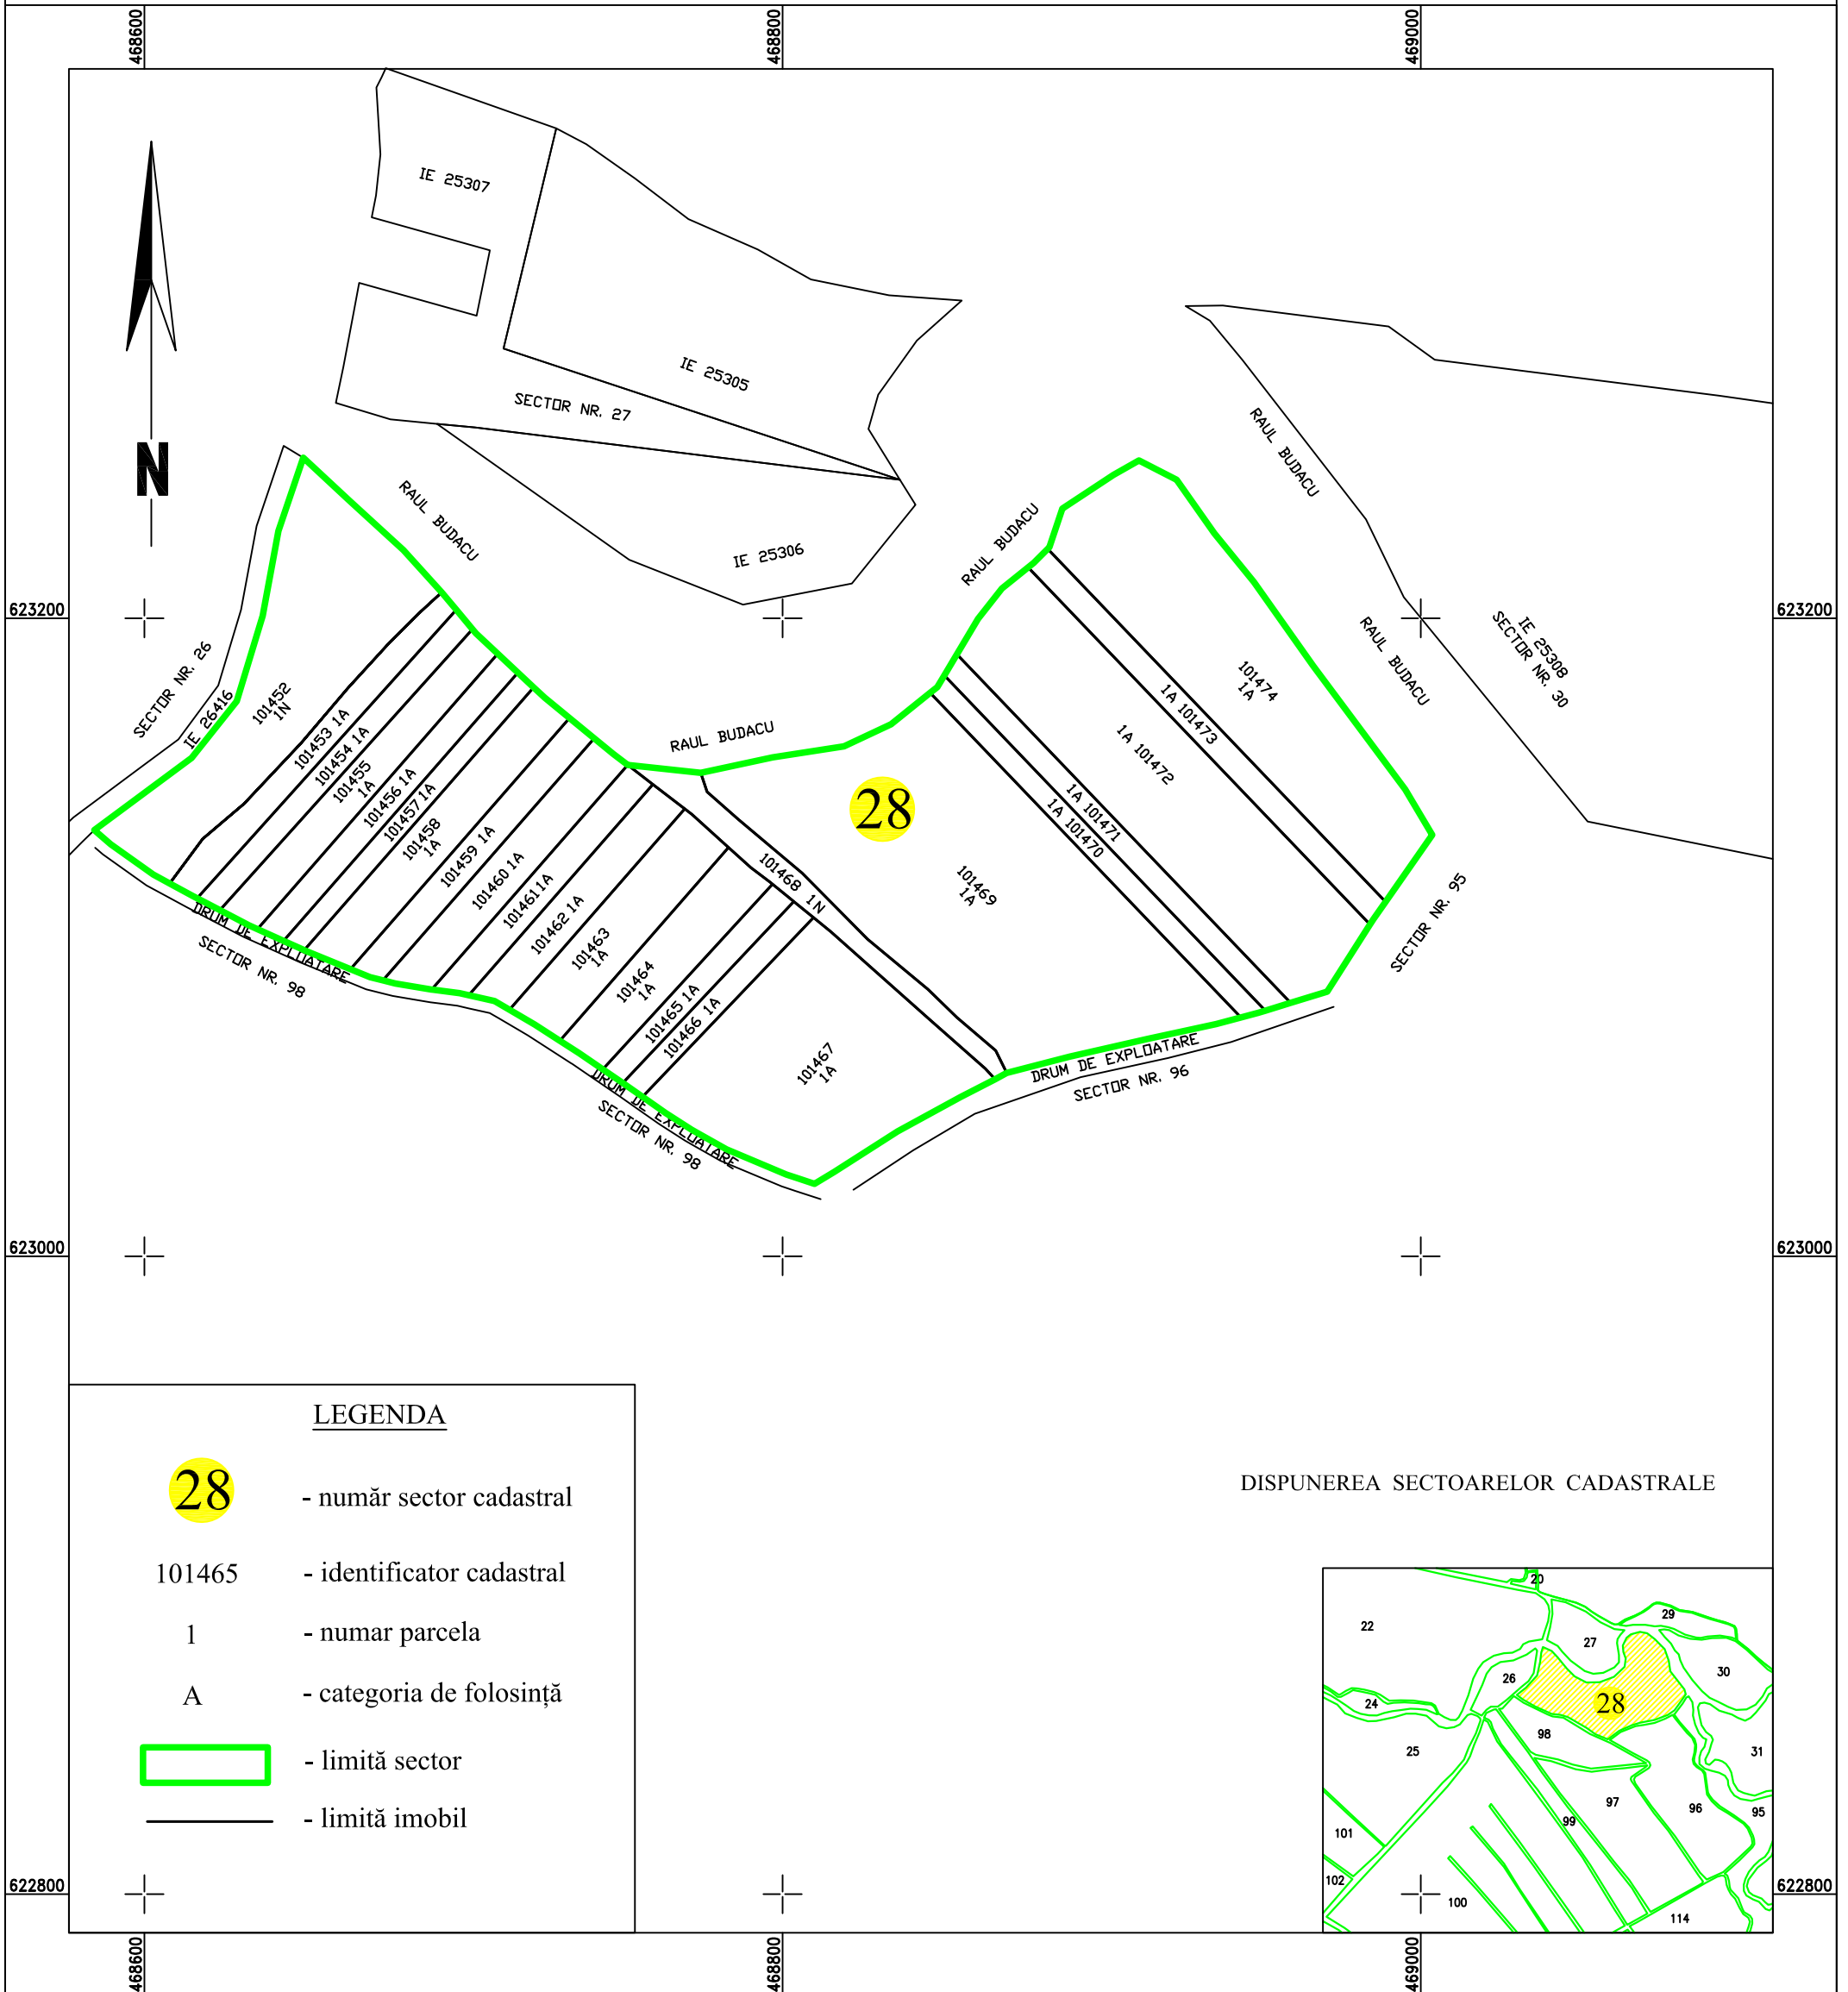 468600
468800
469000
IE 25307
IE 25305
SECTOR NR. 27
IE 25306
RAUL BUDACU
RAUL BUDACU
RAUL BUDACU
RAUL BUDACU
RAUL BUDACU
N
623200
623200
IE 25308
SECTOR NR. 30
SECTOR NR. 26
IE 26416
101452
1N
101453 1A
101454 1A
101455
1A
101456 1A
101457 1A
101458
1A
101459 1A
101460 1A
101461 1A
101462 1A
101463
1A
101464
1A
101465 1A
101466 1A
101467
1A
101468 1N
28
101469
1A
1A 101470
1A 101471
1A 101472
1A 101473
101474
1A
SECTOR NR. 95
DRUM DE EXPLOATARE
SECTOR NR. 98
DRUM DE EXPLOATARE
SECTOR NR. 98
DRUM DE EXPLOATARE
SECTOR NR. 96
623000
623000
LEGENDA
28 - număr sector cadastral
101465 - identificator cadastral
1 - numar parcela
A - categoria de folosință
- limită sector
- limită imobil
DISPUNEREA SECTOARELOR CADASTRALE
20
22
29
27
30
26
24
28
98
25
31
97
96
95
99
101
102
100
114
622800
622800
468600
468800
469000